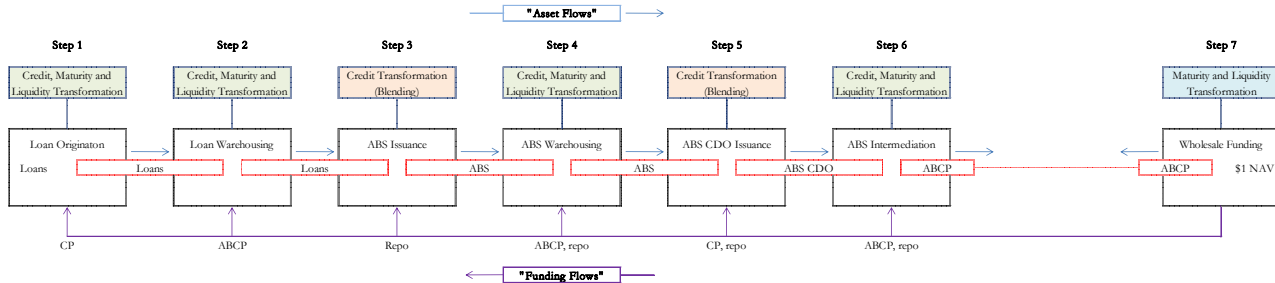 "Asset Flows"
Step 1 Step 2 Step 3 Step 4 Step 5 Step 6 Step 7
Credit, Maturity and
Liquidity Transformation
Credit, Maturity and
Liquidity Transformation
Credit Transformation
(Blending)
Credit, Maturity and
Liquidity Transformation
Credit Transformation
(Blending)
Credit, Maturity and
Liquidity Transformation
Maturity and Liquidity
Transformation
Loan Originaton Loan Warehousing ABS Issuance ABS Warehousing ABS CDO Issuance ABS Intermediation Wholesale Funding
Loans Loans Loans ABS ABS ABS CDO ABCP ABCP $1 NAV
CP ABCP Repo ABCP, repo CP, repo ABCP, repo
"Funding Flows"